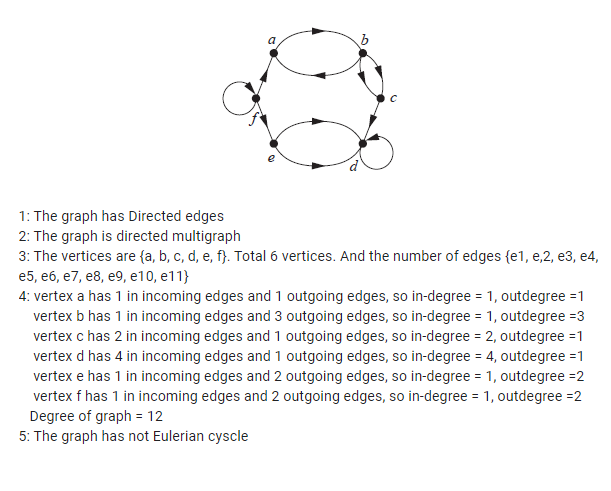 a
b
c
f
e
d
1: The graph has Directed edges
2: The graph is directed multigraph
3: The vertices are {a, b, c, d, e, f}. Total 6 vertices. And the number of edges {e1, e,2, e3, e4,
e5, e6, e7, e8, e9, e10, e11}
4: vertex a has 1 in incoming edges and 1 outgoing edges, so in-degree = 1, outdegree =1
vertex b has 1 in incoming edges and 3 outgoing edges, so in-degree = 1, outdegree =3
vertex c has 2 in incoming edges and 1 outgoing edges, so in-degree = 2, outdegree =1
vertex d has 4 in incoming edges and 1 outgoing edges, so in-degree = 4, outdegree =1
vertex e has 1 in incoming edges and 2 outgoing edges, so in-degree = 1, outdegree =2
vertex f has 1 in incoming edges and 2 outgoing edges, so in-degree = 1, outdegree =2
Degree of graph = 12
5: The graph has not Eulerian cyscle